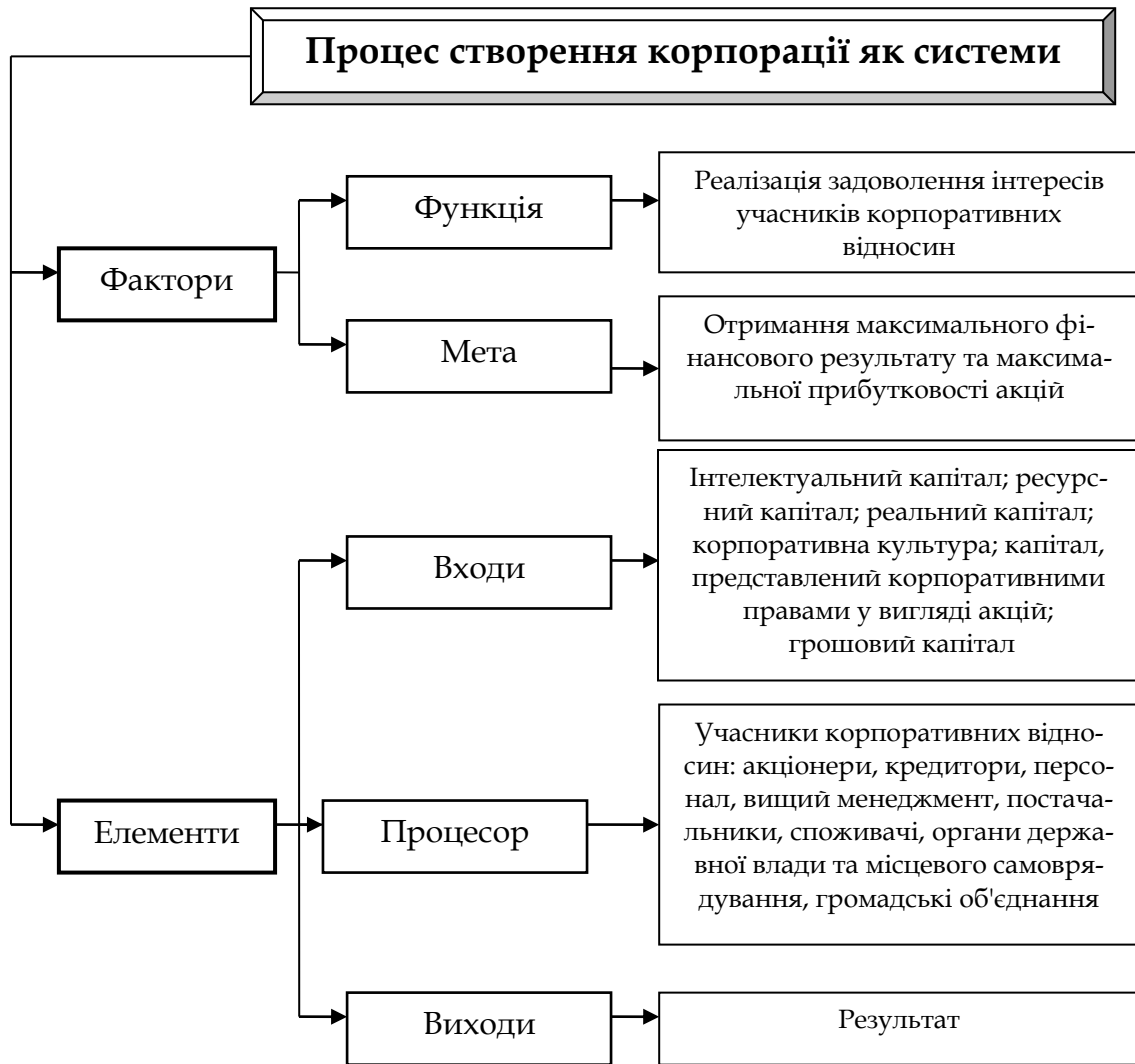 Процес створення корпорації як системи
Функція
Реалізація задоволення інтересів
учасників корпоративних
відносин
Фактори
Мета
Отримання максимального фі-
нансового результату та максима-
льної прибутковості акцій
Входи
Інтелектуальний капітал; ресурс-
ний капітал; реальний капітал;
корпоративна культура; капітал,
представлений корпоративними
правами у вигляді акцій;
грошовий капітал
Елементи
Процесор
Учасники корпоративних відно-
син: акціонери, кредитори, персо-
нал, вищий менеджмент, постача-
льники, споживачі, органи держа-
вної влади та місцевого самовря-
дування, громадські об'єднання
Виходи
Результат